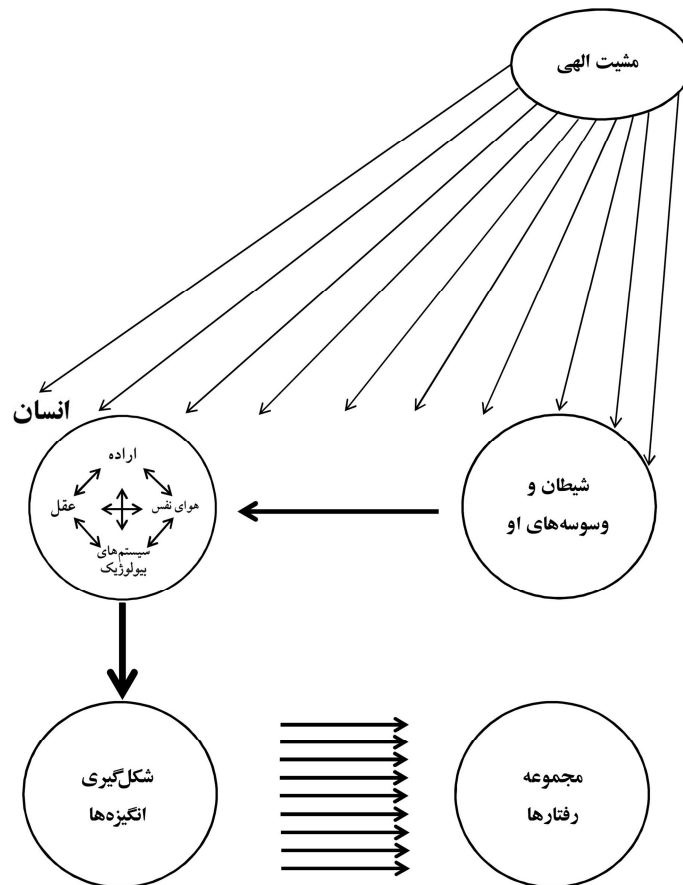 مشیت الهی
انسان
اراده
عقل
هوای نفس
سیستم‌های
بیولوژیک
شیطان و
وسوسه‌های او
شکل‌گیری
انگیزه‌ها
مجموعه
رفتارها